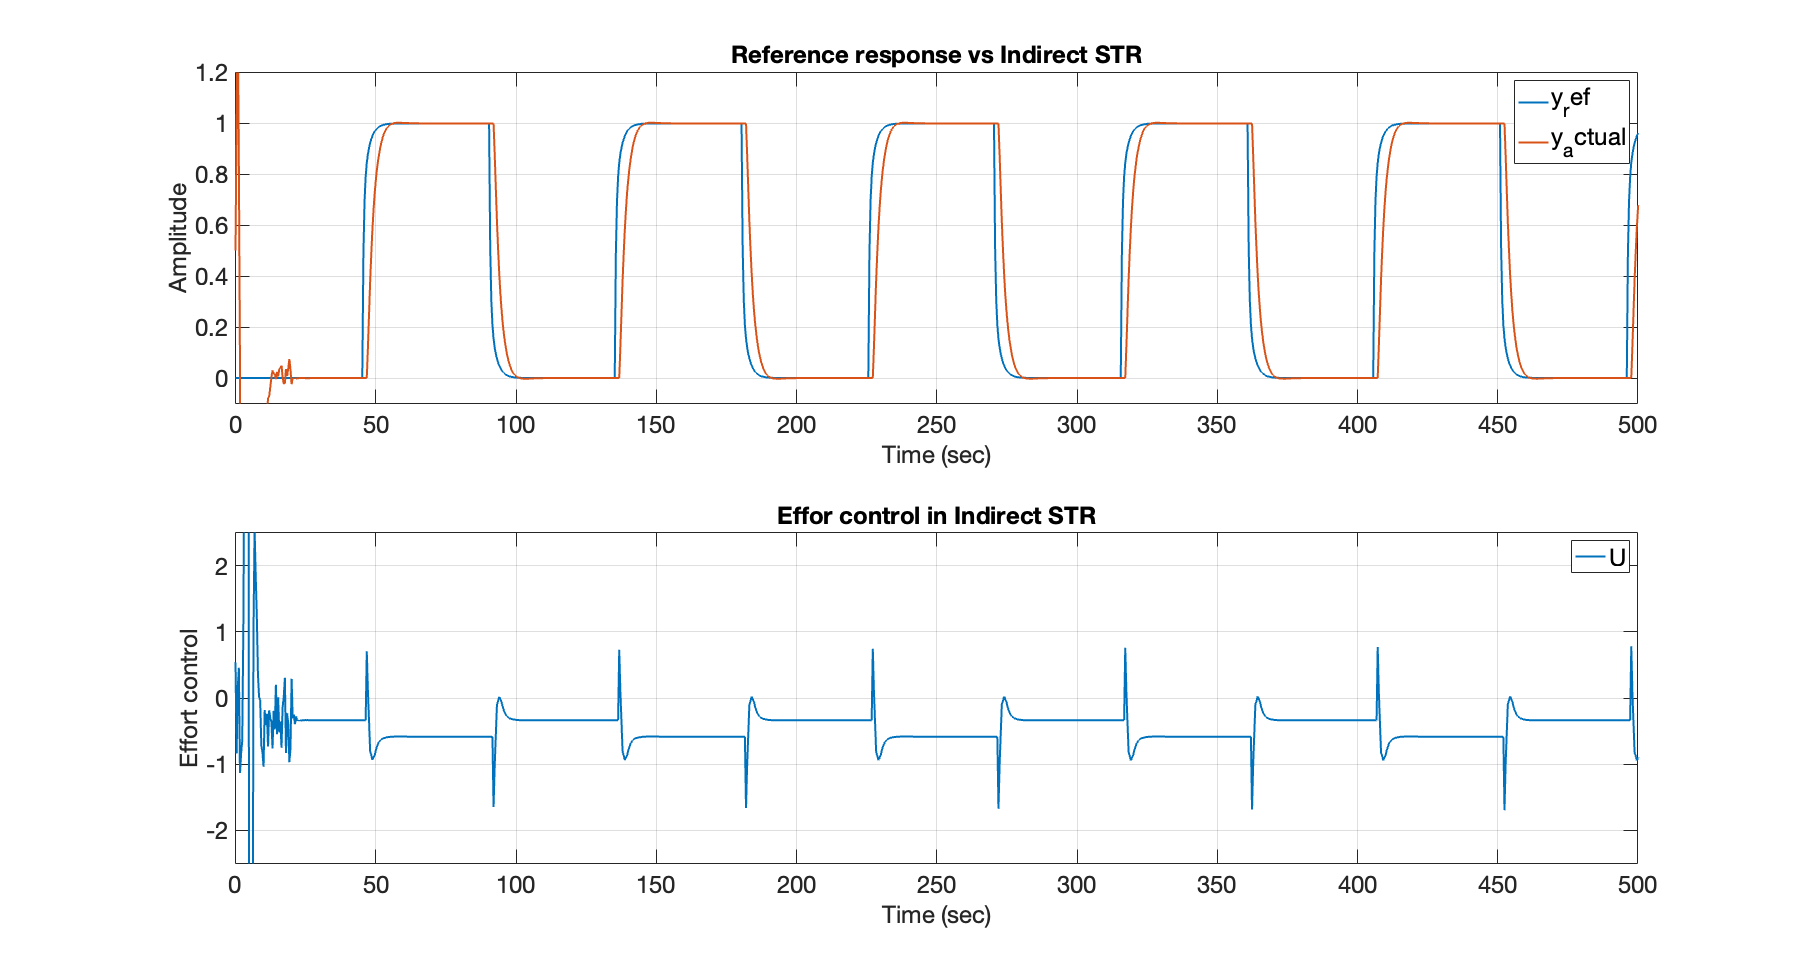 Reference response vs Indirect STR
1.2
1
0.8
0.6
0.4
0.2
0
Amplitude
y_ref
y_actual
0 50 100 150 200 250 300 350 400 450 500
Time (sec)
Effor control in Indirect STR
2
1
0
-1
-2
Effort control
U
0 50 100 150 200 250 300 350 400 450 500
Time (sec)